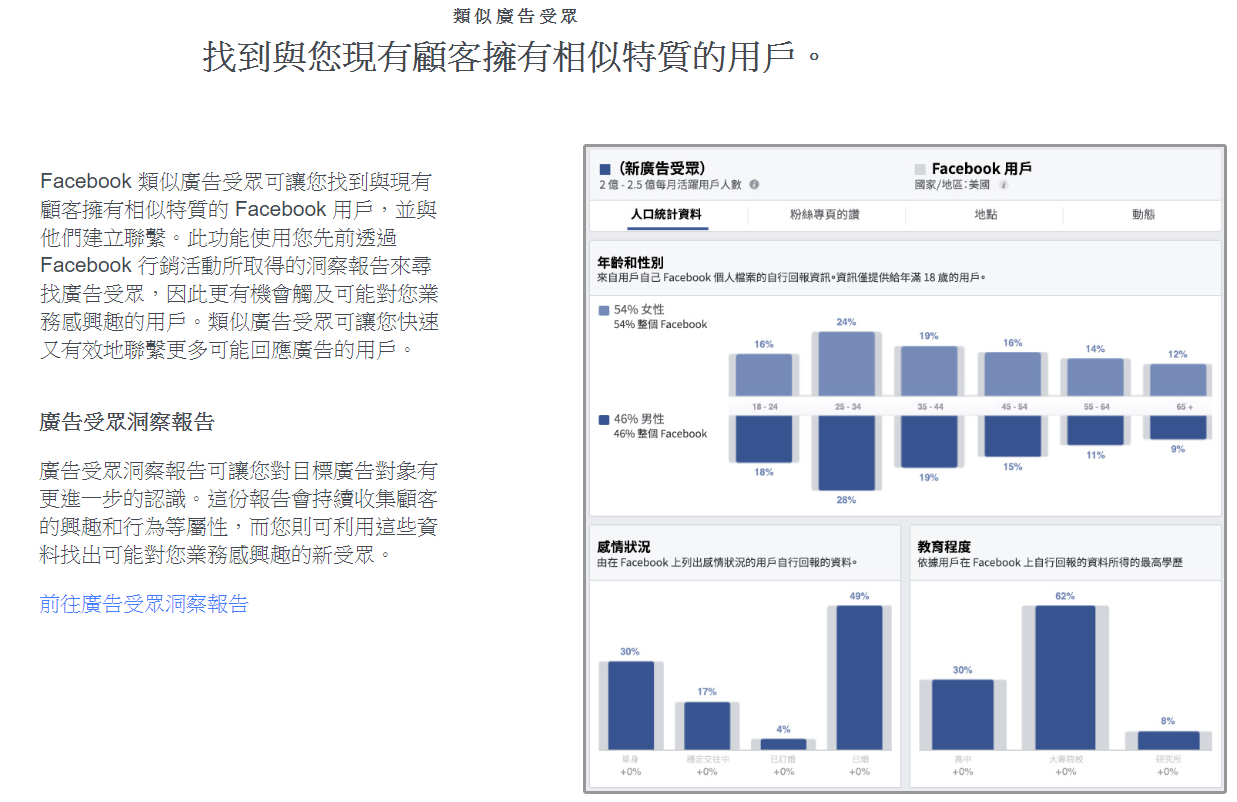 類似廣告受眾
找到與您現有顧客擁有相似特質的用戶。
Facebook 類似廣告受眾可讓您找到與現有
顧客擁有相似特質的 Facebook 用戶，並與
他們建立聯繫。此功能使用您先前透過
Facebook 行銷活動所取得的洞察報告來尋
找廣告受眾，因此更有機會觸及可能對您業
務感興趣的用戶。類似廣告受眾可讓您快速
又有效地聯繫更多可能回應廣告的用戶。
廣告受眾洞察報告
廣告受眾洞察報告可讓您對目標廣告對象有
更進一步的認識。這份報告會持續收集顧客
的興趣和行為等屬性，而您則可利用這些資
料找出可能對您業務感興趣的新受眾。
前往廣告受眾洞察報告
（新廣告受眾） Facebook 用戶
2 億 - 2.5 億每月活躍用戶人數 國家/地區：美國
人口統計資料 粉絲專頁的讚 地點 動態
年齡和性別
來自用戶自己 Facebook 個人檔案的自行回報資訊。資訊僅提供給年滿 18 歲的用戶。
54% 女性
54% 整個 Facebook
16% 24% 19% 16% 14% 12%
18 - 24 25 - 34 35 - 44 45 - 54 55 - 64 65 +
46% 男性
46% 整個 Facebook
18% 28% 19% 15% 11% 9%
感情狀況
由在 Facebook 上列出感情狀況的用戶自行回報的資料。
30% 17% 4% 49%
單身 穩定交往中 已訂婚 已婚
+0% +0% +0% +0%
教育程度
依據用戶在 Facebook 上自行回報的資料所得的最高學歷
30% 62% 8%
高中 大專院校 研究所
+0% +0% +0%